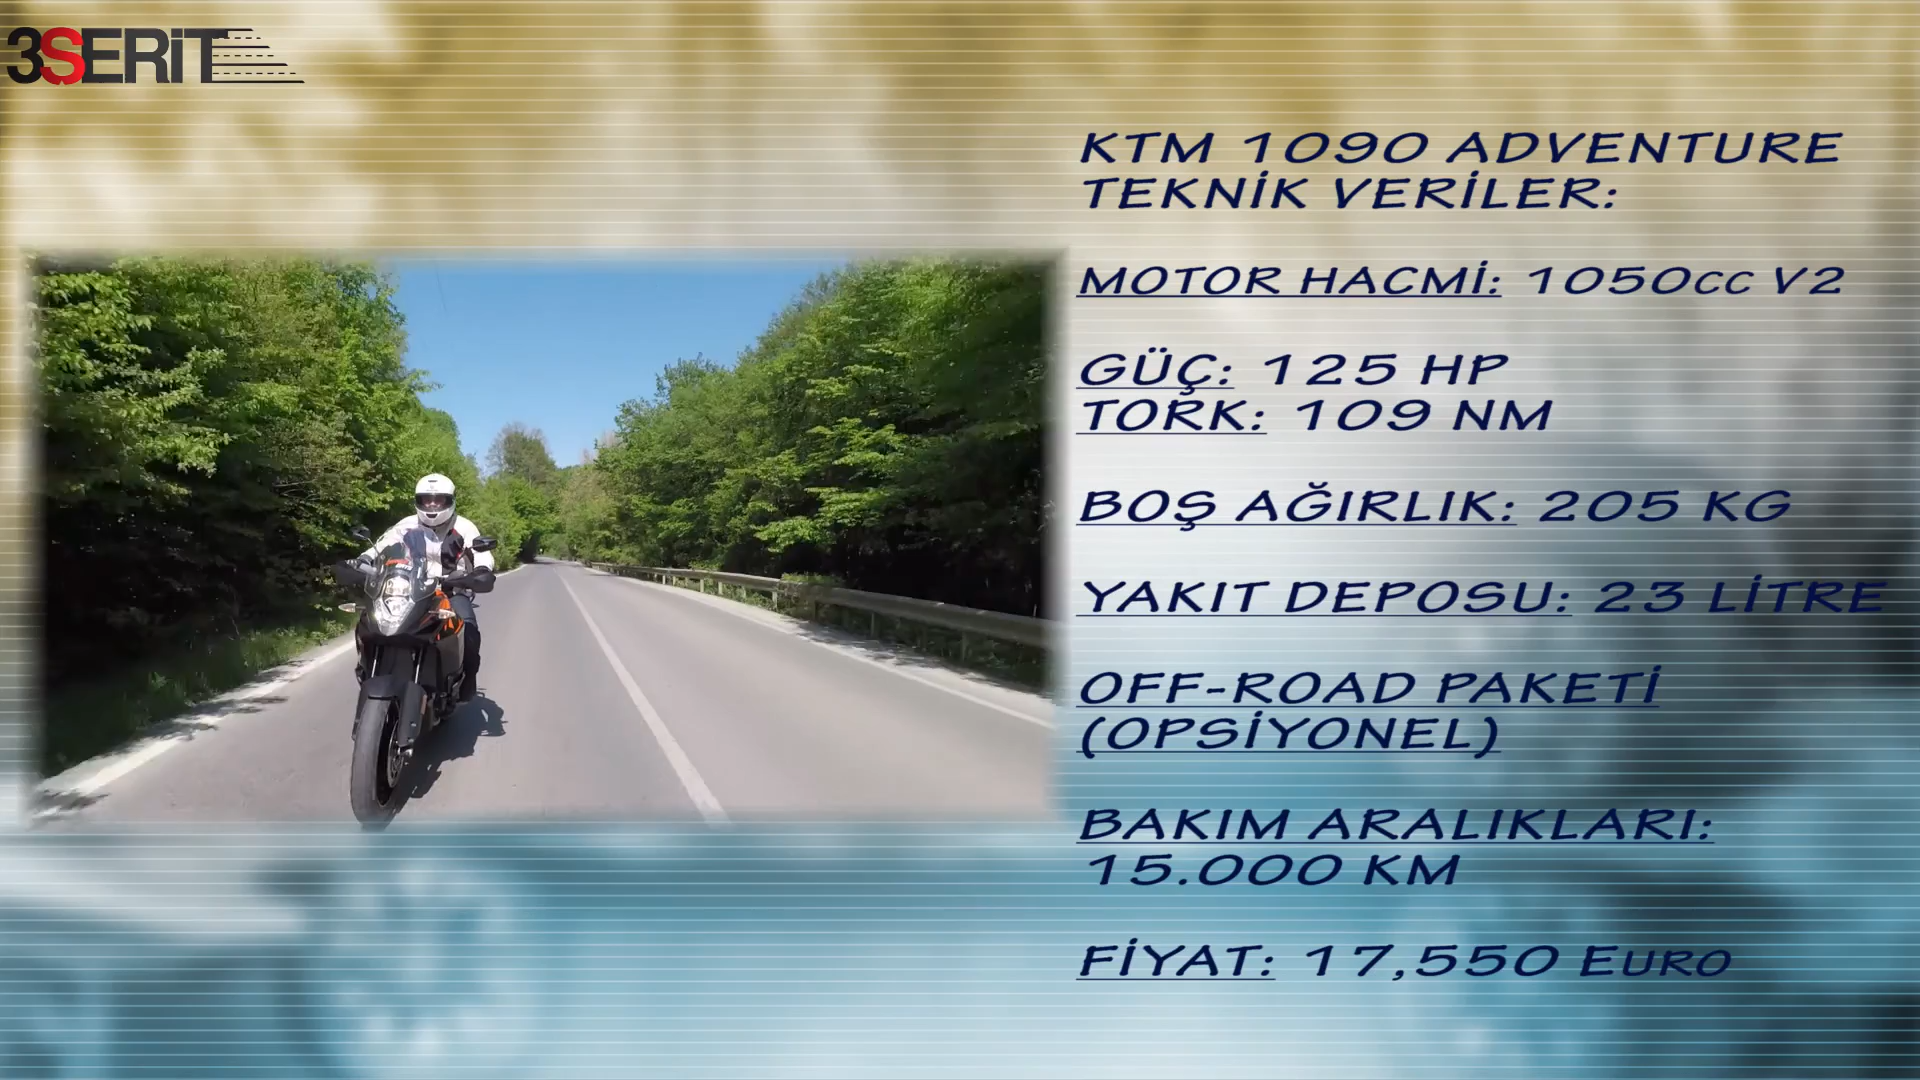 3ŞERİT
KTM 1090 ADVENTURE
TEKNİK VERİLER:
MOTOR HACMİ: 1050cc V2
GÜÇ: 125 HP
TORK: 109 NM
BOŞ AĞIRLIK: 205 KG
YAKIT DEPOSU: 23 LİTRE
OFF-ROAD PAKETİ
(OPSİYONEL)
BAKIM ARALIKLARI:
15.000 KM
FİYAT: 17,550 EURO